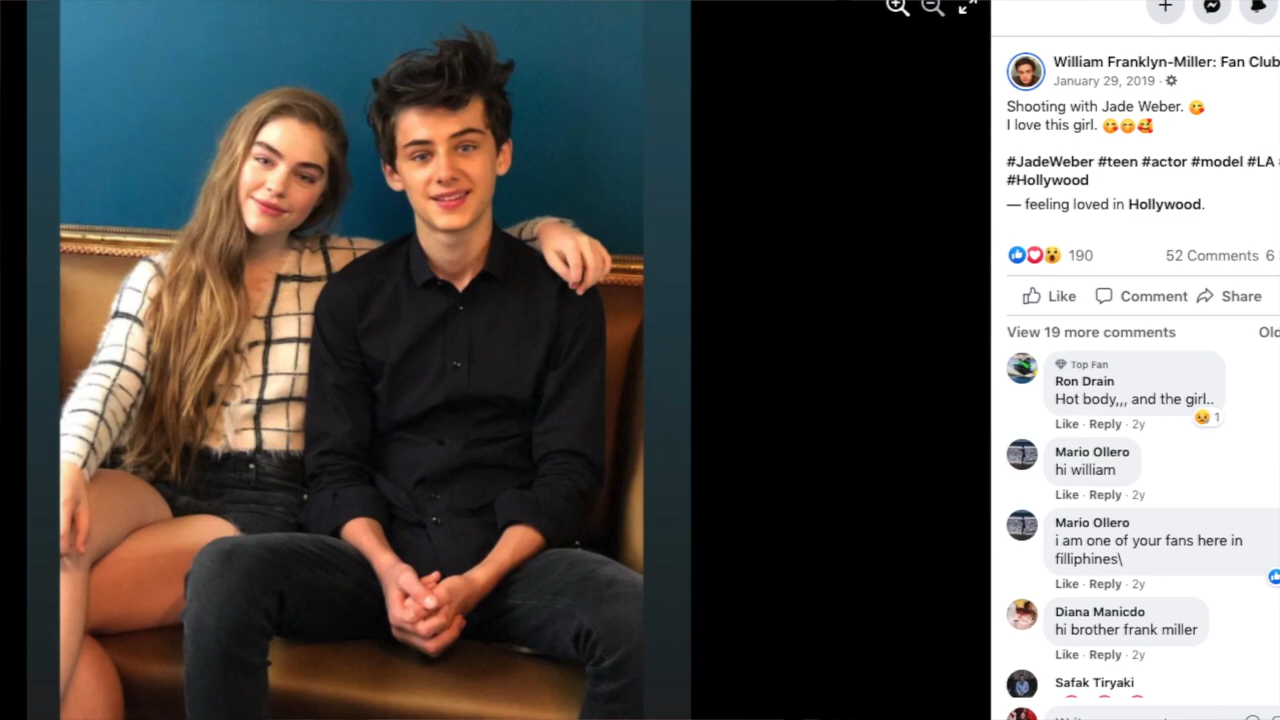 William Franklyn-Miller: Fan Club
January 29, 2019 ·
Shooting with Jade Weber. 😘
I love this girl. 😘😁🥰
#JadeWeber #teen #actor #model #LA
#Hollywood
— feeling loved in Hollywood.
190
52 Comments 6
Like Comment Share
View 19 more comments
Top Fan
Ron Drain
Hot body,,, and the girl..
Like · Reply · 2y
1
Mario Ollero
hi william
Like · Reply · 2y
Mario Ollero
i am one of your fans here in
filliphines\
Like · Reply · 2y
Diana Manicdo
hi brother frank miller
Like · Reply · 2y
Safak Tiryaki